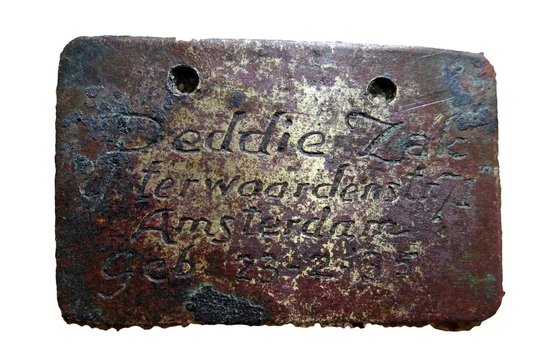 Deddie Zak
Uiterwaardenstr 71
Amsterdam
Geb 23-2-35